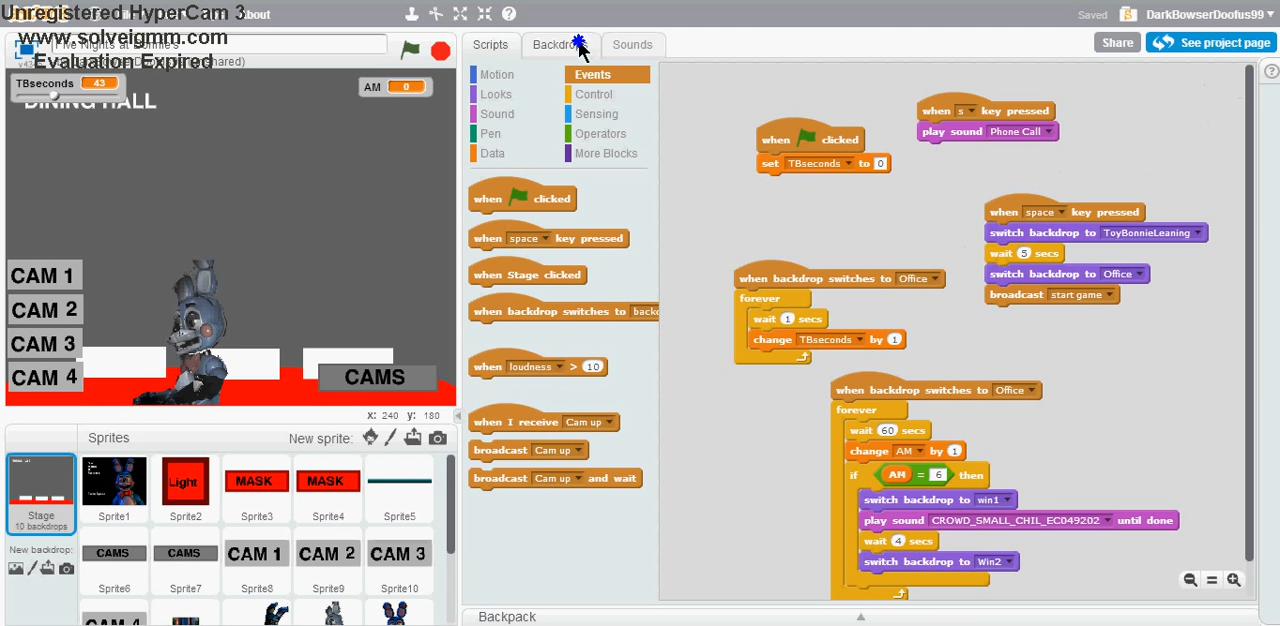 Unregistered HyperCam 3
About
Saved
DarkBowserDoofus99
www.solveigmm.com
Evaluation Expired
Share
See project page
Scripts
Sounds
TBseconds 43
AM 0
DINING HALL
CAM 1
CAM 2
CAM 3
CAM 4
CAMS
x: 240 y: 180
Motion
Events
Looks
Control
Sound
Sensing
Pen
Operators
Data
More Blocks
when clicked
when space key pressed
when Stage clicked
when backdrop switches to
when loudness > 10
when I receive Cam up
broadcast Cam up
broadcast Cam up and wait
when clicked
set TBseconds to 0
when s key pressed
play sound Phone Call
when space key pressed
switch backdrop to ToyBonnieLeaning
wait 5 secs
switch backdrop to Office
broadcast start game
when backdrop switches to Office
forever
wait 1 secs
change TBseconds by 1
when backdrop switches to Office
forever
wait 60 secs
change AM by 1
if AM = 6 then
switch backdrop to win1
play sound CROWD_SMALL_CHIL_EC049202 until done
wait 4 secs
switch backdrop to Win2
Sprites
New sprite:
Stage
10 backdrops
New backdrop:
Light
MASK
MASK
Sprite1
Sprite2
Sprite3
Sprite4
Sprite5
CAMS
CAMS
CAM 1
CAM 2
CAM 3
Sprite6
Sprite7
Sprite8
Sprite9
Sprite10
CAM 4
Backpack